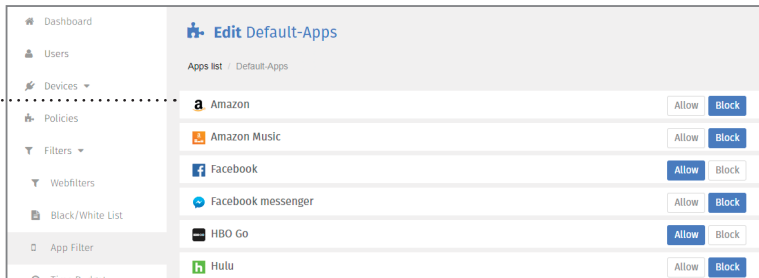 Dashboard
Users
Devices
Policies
Filters
Webfilters
Black/White List
App Filter
Edit Default-Apps
Apps list / Default-Apps
Amazon Allow Block
Amazon Music Allow Block
Facebook Allow Block
Facebook messenger Allow Block
HBO Go Allow Block
Hulu Allow Block